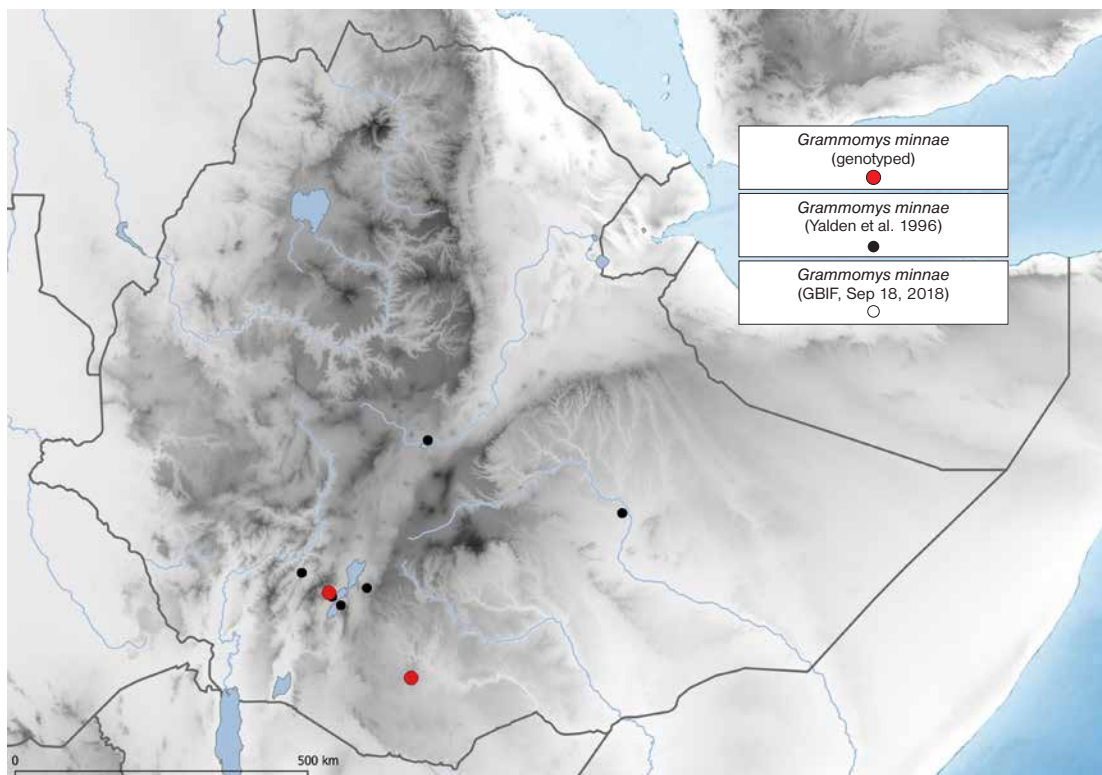 Grammomys minnae
(genotyped)
Grammomys minnae
(Yalden et al. 1996)
Grammomys minnae
(GBIF, Sep 18, 2018)
0 500 km